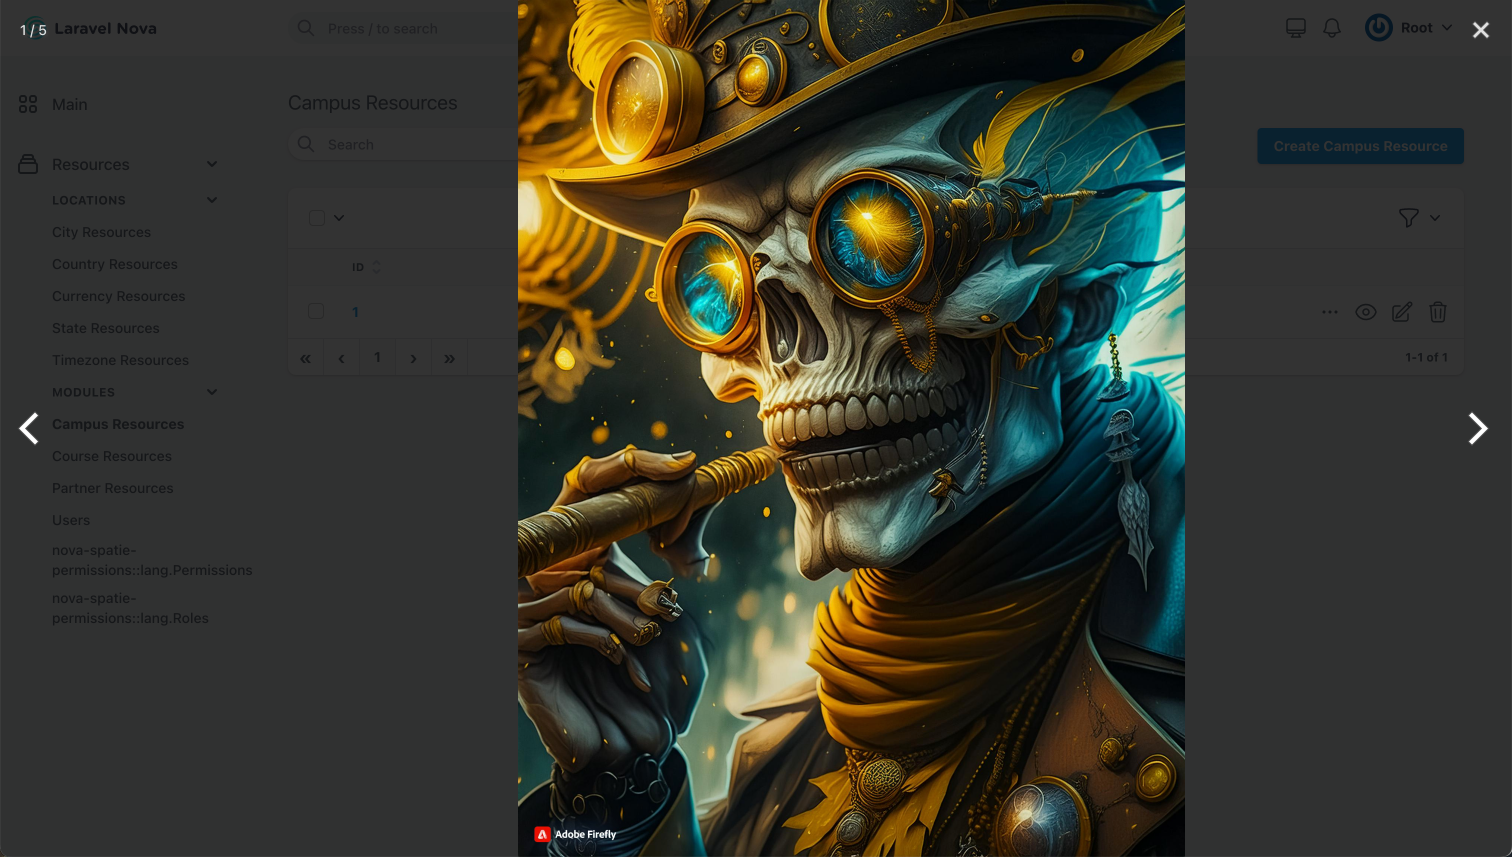 1 / 5
Laravel Nova
Press / to search
Root
Main
Campus Resources
Search
Create Campus Resource
Resources
LOCATIONS
City Resources
Country Resources
Currency Resources
State Resources
Timezone Resources
MODULES
Campus Resources
Course Resources
Partner Resources
Users
nova-spatie-
permissions::lang.Permissions
nova-spatie-
permissions::lang.Roles
ID
1
« ‹ 1 › »
1-1 of 1
Adobe Firefly